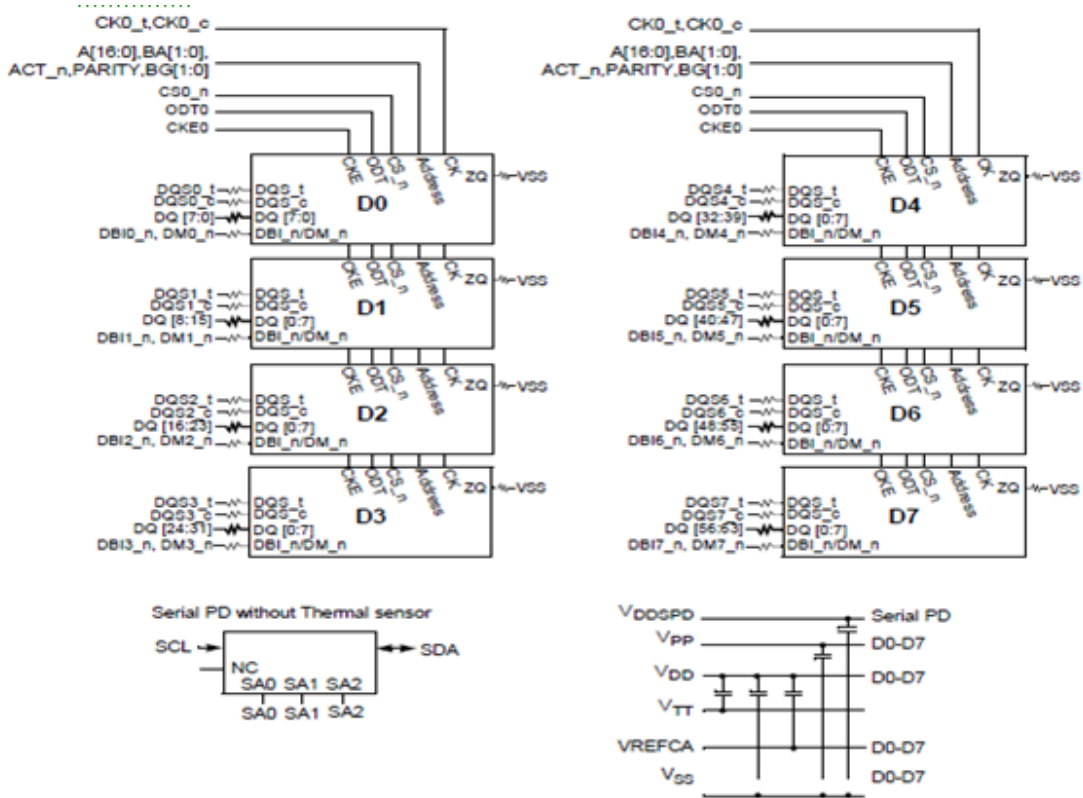 CK0_t,CK0_c
A[16:0],BA[1:0],
ACT_n,PARITY,BG[1:0]
CS0_n
ODT0
CKE0
CKE ODT CS_n Address CK ZQ VSS
DQS0_t DQS_t
DQS0_c DQS_c
D0
DQ [7:0] DQ [7:0]
DBI0_n, DM0_n DBI_n/DM_n
CKE ODT CS_n Address CK ZQ VSS
DQS1_t DQS_t
DQS1_c DQS_c
D1
DQ [8:15] DQ [0:7]
DBI1_n, DM1_n DBI_n/DM_n
CKE ODT CS_n Address CK ZQ VSS
DQS2_t DQS_t
DQS2_c DQS_c
D2
DQ [16:23] DQ [0:7]
DBI2_n, DM2_n DBI_n/DM_n
CKE ODT CS_n Address CK ZQ VSS
DQS3_t DQS_t
DQS3_c DQS_c
D3
DQ [24:31] DQ [0:7]
DBI3_n, DM3_n DBI_n/DM_n
CK0_t,CK0_c
A[16:0],BA[1:0],
ACT_n,PARITY,BG[1:0]
CS0_n
ODT0
CKE0
CKE ODT CS_n Address CK ZQ VSS
DQS4_t DQS_t
DQS4_c DQS_c
D4
DQ [32:39] DQ [0:7]
DBI4_n, DM4_n DBI_n/DM_n
CKE ODT CS_n Address CK ZQ VSS
DQS5_t DQS_t
DQS5_c DQS_c
D5
DQ [40:47] DQ [0:7]
DBI5_n, DM5_n DBI_n/DM_n
CKE ODT CS_n Address CK ZQ VSS
DQS6_t DQS_t
DQS6_c DQS_c
D6
DQ [48:55] DQ [0:7]
DBI6_n, DM6_n DBI_n/DM_n
CKE ODT CS_n Address CK ZQ VSS
DQS7_t DQS_t
DQS7_c DQS_c
D7
DQ [56:63] DQ [0:7]
DBI7_n, DM7_n DBI_n/DM_n
Serial PD without Thermal sensor
SCL SDA
NC
SA0 SA1 SA2
SA0 SA1 SA2
VDDSPD Serial PD
VPP D0-D7
VDD D0-D7
VTT
VREFCA D0-D7
VSS D0-D7